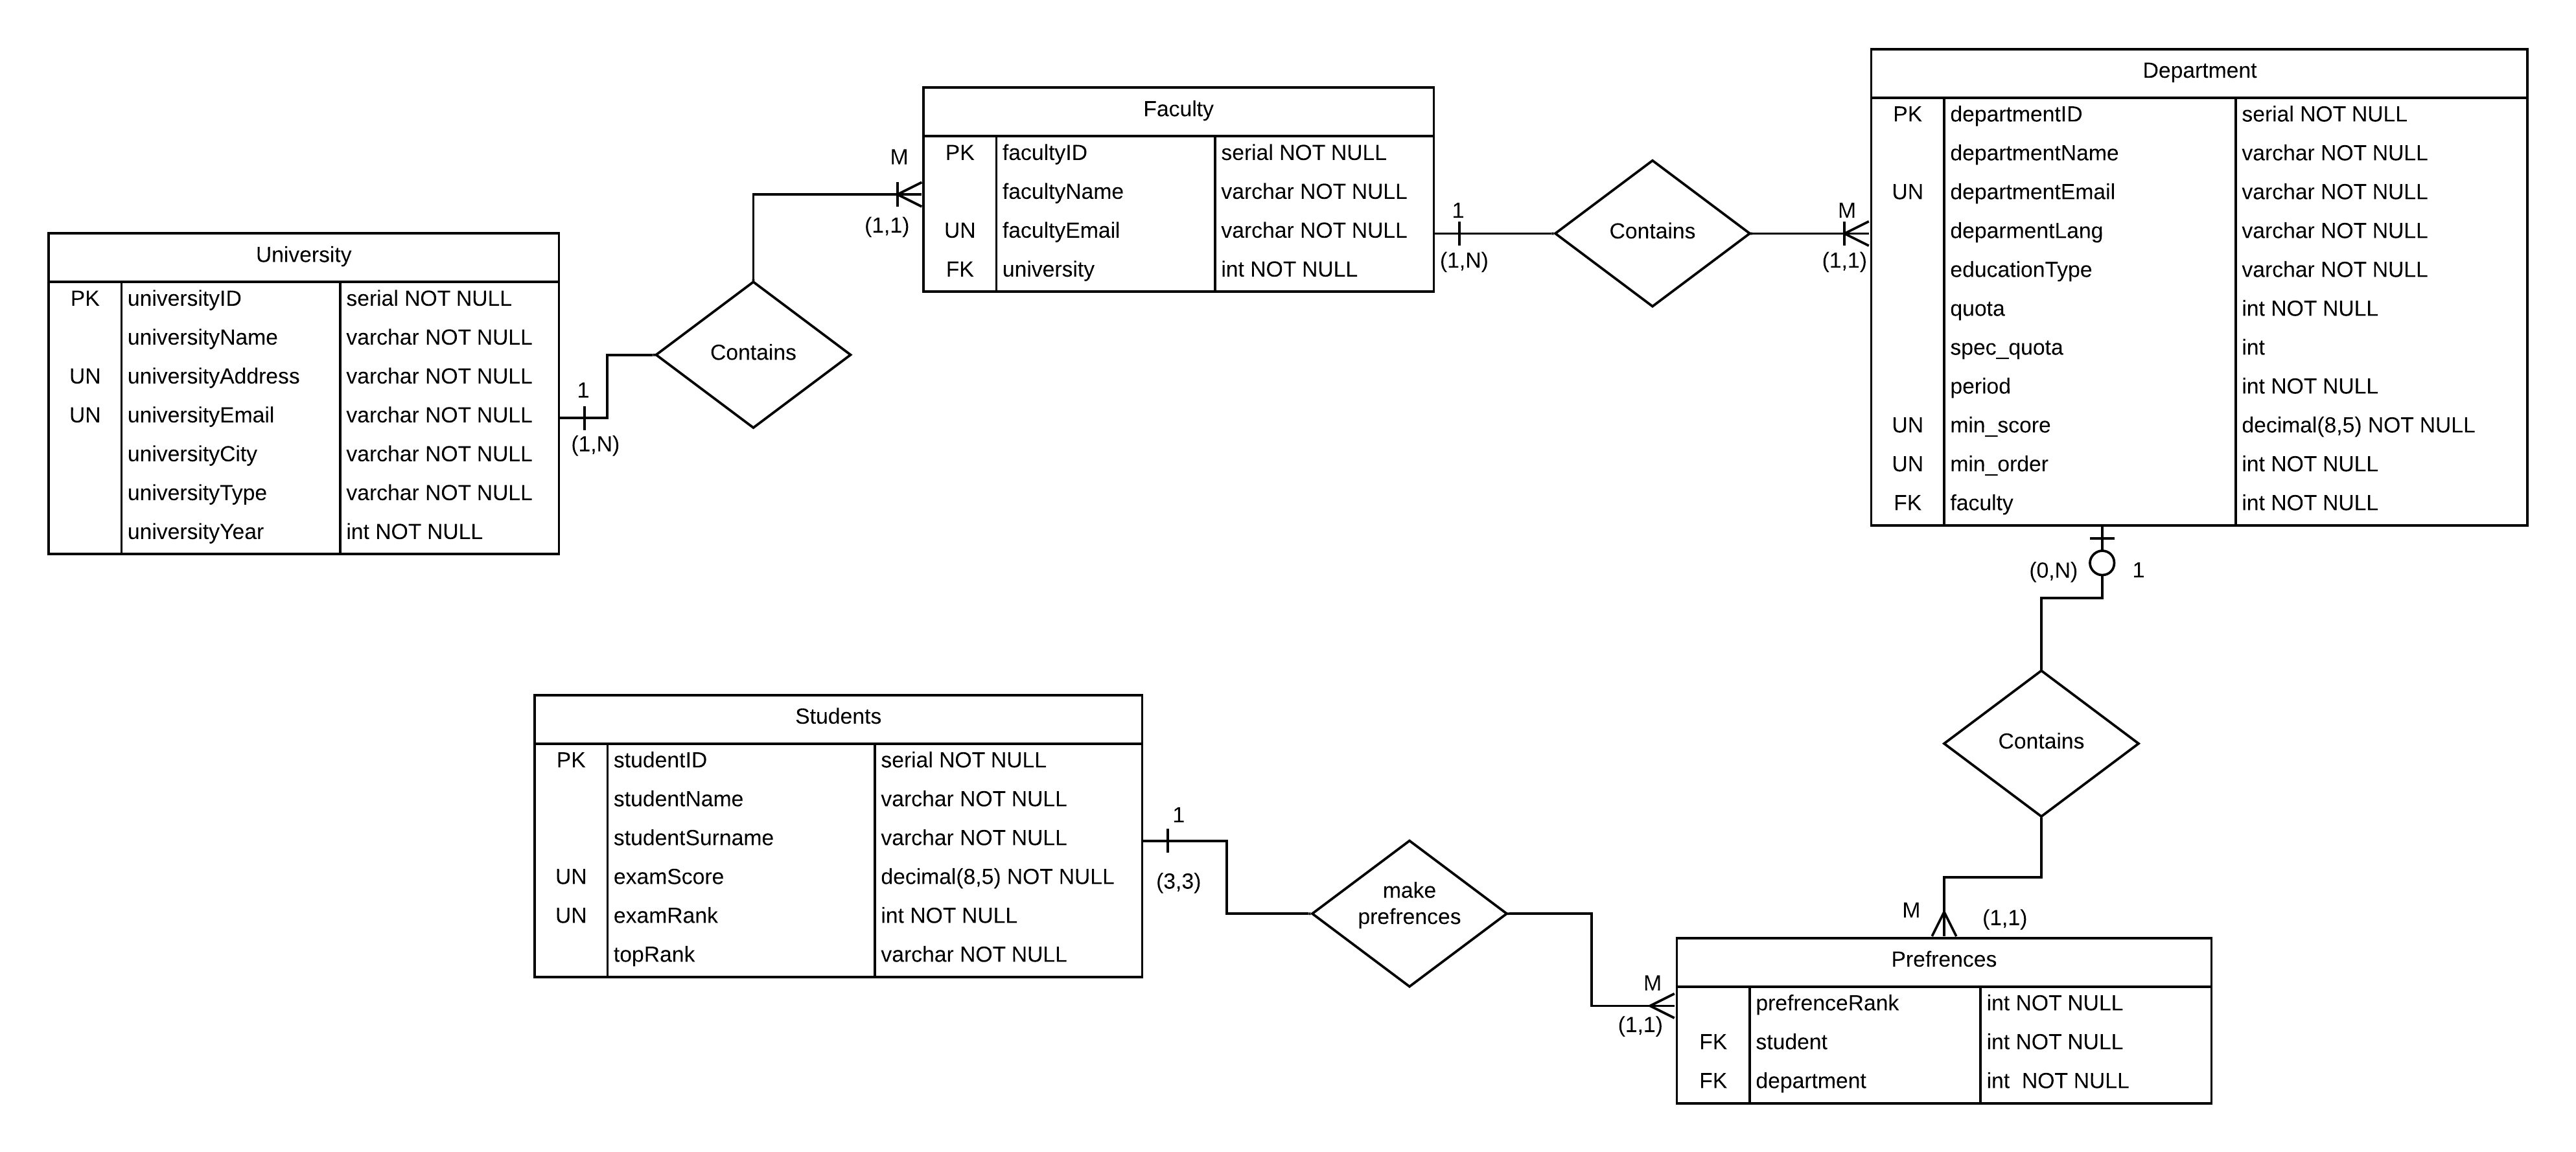 University
PK universityID serial NOT NULL
universityName varchar NOT NULL
UN universityAddress varchar NOT NULL
UN universityEmail varchar NOT NULL
universityCity varchar NOT NULL
universityType varchar NOT NULL
universityYear int NOT NULL
1
(1,N)
Contains
M
(1,1)
Faculty
PK facultyID serial NOT NULL
facultyName varchar NOT NULL
UN facultyEmail varchar NOT NULL
FK university int NOT NULL
1
(1,N)
Contains
M
(1,1)
Department
PK departmentID serial NOT NULL
departmentName varchar NOT NULL
UN departmentEmail varchar NOT NULL
deparmentLang varchar NOT NULL
educationType varchar NOT NULL
quota int NOT NULL
spec_quota int
period int NOT NULL
UN min_score decimal(8,5) NOT NULL
UN min_order int NOT NULL
FK faculty int NOT NULL
(0,N) 1
Contains
M (1,1)
Students
PK studentID serial NOT NULL
studentName varchar NOT NULL
studentSurname varchar NOT NULL
UN examScore decimal(8,5) NOT NULL
UN examRank int NOT NULL
topRank varchar NOT NULL
1
(3,3)
make
prefrences
M
(1,1)
Prefrences
prefrenceRank int NOT NULL
FK student int NOT NULL
FK department int NOT NULL